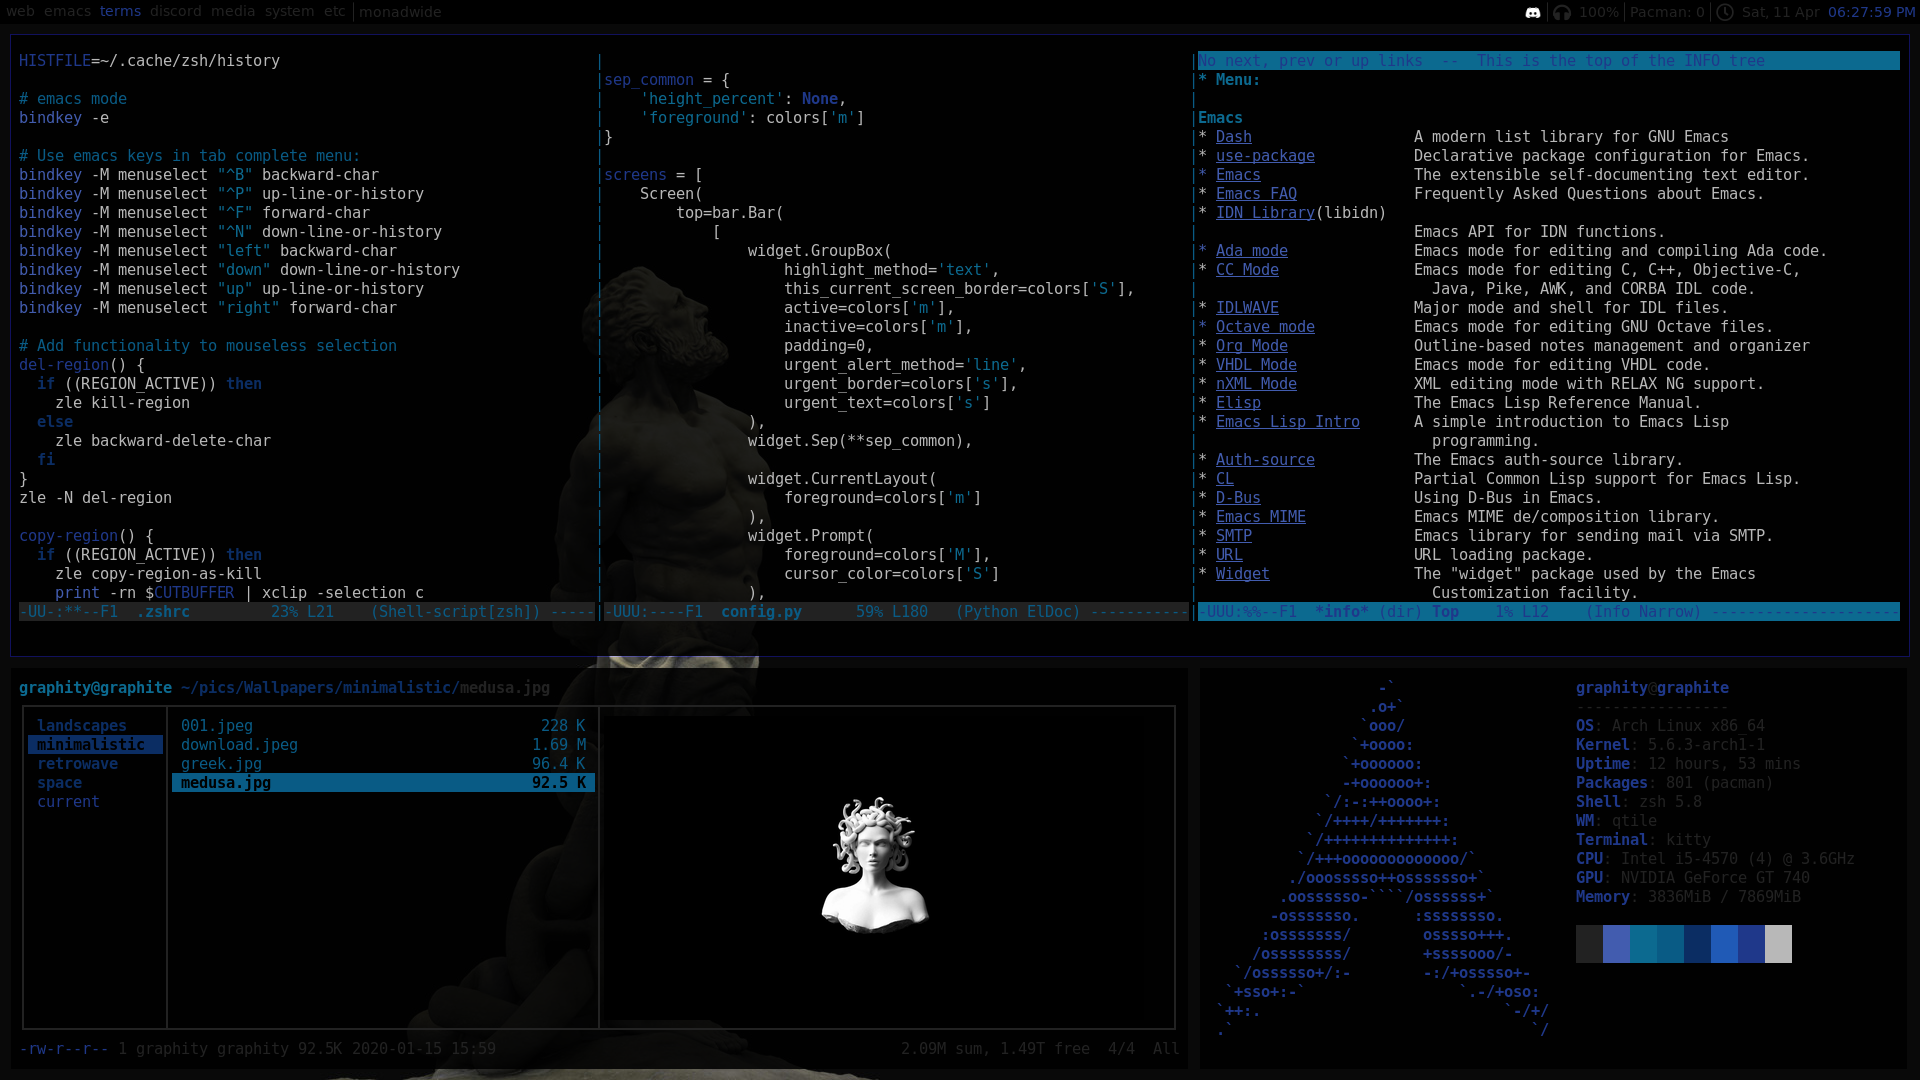 web emacs terms discord media system etc monadwide
100% Pacman: 0 Sat, 11 Apr 06:27:59 PM
HISTFILE=~/.cache/zsh/history

# emacs mode
bindkey -e

# Use emacs keys in tab complete menu:
bindkey -M menuselect "^B" backward-char
bindkey -M menuselect "^P" up-line-or-history
bindkey -M menuselect "^F" forward-char
bindkey -M menuselect "^N" down-line-or-history
bindkey -M menuselect "left" backward-char
bindkey -M menuselect "down" down-line-or-history
bindkey -M menuselect "up" up-line-or-history
bindkey -M menuselect "right" forward-char

# Add functionality to mouseless selection
del-region() {
  if ((REGION_ACTIVE)) then
    zle kill-region
  else
    zle backward-delete-char
  fi
}
zle -N del-region

copy-region() {
  if ((REGION_ACTIVE)) then
    zle copy-region-as-kill
    print -rn $CUTBUFFER | xclip -selection c
-UU-:**--F1  .zshrc         23% L21    (Shell-script[zsh]) -----
sep_common = {
    'height_percent': None,
    'foreground': colors['m']
}

screens = [
    Screen(
        top=bar.Bar(
            [
                widget.GroupBox(
                    highlight_method='text',
                    this_current_screen_border=colors['S'],
                    active=colors['m'],
                    inactive=colors['m'],
                    padding=0,
                    urgent_alert_method='line',
                    urgent_border=colors['s'],
                    urgent_text=colors['s']
                ),
                widget.Sep(**sep_common),

                widget.CurrentLayout(
                    foreground=colors['m']
                ),
                widget.Prompt(
                    foreground=colors['M'],
                    cursor_color=colors['S']
                ),
-UUU:----F1  config.py      59% L180   (Python ElDoc) -----------
No next, prev or up links  --  This is the top of the INFO tree
* Menu:

Emacs
* Dash                  A modern list library for GNU Emacs
* use-package           Declarative package configuration for Emacs.
* Emacs                 The extensible self-documenting text editor.
* Emacs FAQ             Frequently Asked Questions about Emacs.
* IDN Library(libidn)
                        Emacs API for IDN functions.
* Ada mode              Emacs mode for editing and compiling Ada code.
* CC Mode               Emacs mode for editing C, C++, Objective-C,
                          Java, Pike, AWK, and CORBA IDL code.
* IDLWAVE               Major mode and shell for IDL files.
* Octave mode           Emacs mode for editing GNU Octave files.
* Org Mode              Outline-based notes management and organizer
* VHDL Mode             Emacs mode for editing VHDL code.
* nXML Mode             XML editing mode with RELAX NG support.
* Elisp                 The Emacs Lisp Reference Manual.
* Emacs Lisp Intro      A simple introduction to Emacs Lisp
                          programming.
* Auth-source           The Emacs auth-source library.
* CL                    Partial Common Lisp support for Emacs Lisp.
* D-Bus                 Using D-Bus in Emacs.
* Emacs MIME            Emacs MIME de/composition library.
* SMTP                  Emacs library for sending mail via SMTP.
* URL                   URL loading package.
* Widget                The "widget" package used by the Emacs
                          Customization facility.
-UUU:%%--F1  *info* (dir) Top    1% L12    (Info Narrow) ---------------------
graphity@graphite ~/pics/Wallpapers/minimalistic/medusa.jpg
landscapes
minimalistic
retrowave
space
current
001.jpeg 228 K
download.jpeg 1.69 M
greek.jpg 96.4 K
medusa.jpg 92.5 K
-rw-r--r-- 1 graphity graphity 92.5K 2020-01-15 15:59
2.09M sum, 1.49T free  4/4  All
                  -`
                 .o+`
                `ooo/
               `+oooo:
              `+oooooo:
              -+oooooo+:
            `/:-:++oooo+:
           `/++++/+++++++:
          `/++++++++++++++:
         `/+++ooooooooooooo/`
        ./ooosssso++osssssso+`
       .oossssso-````/ossssss+`
      -osssssso.      :ssssssso.
     :osssssss/        osssso+++.
    /ossssssss/        +ssssooo/-
  `/ossssso+/:-        -:/+osssso+-
 `+sso+:-`                 `.-/+oso:
`++:.                           `-/+/
.`                                 `/
graphity@graphite
-----------------
OS: Arch Linux x86_64
Kernel: 5.6.3-arch1-1
Uptime: 12 hours, 53 mins
Packages: 801 (pacman)
Shell: zsh 5.8
WM: qtile
Terminal: kitty
CPU: Intel i5-4570 (4) @ 3.6GHz
GPU: NVIDIA GeForce GT 740
Memory: 3836MiB / 7869MiB